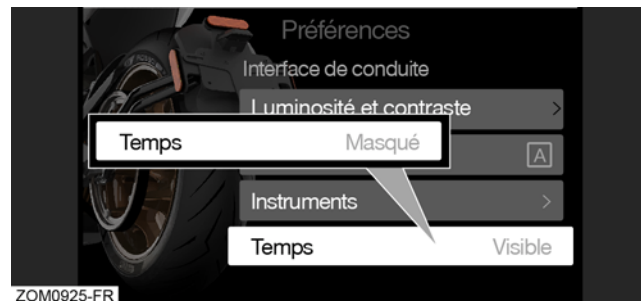 Préférences
Interface de conduite
Luminosité et contraste
Temps Masqué
A
Instruments
Temps Visible
ZOM0925-FR